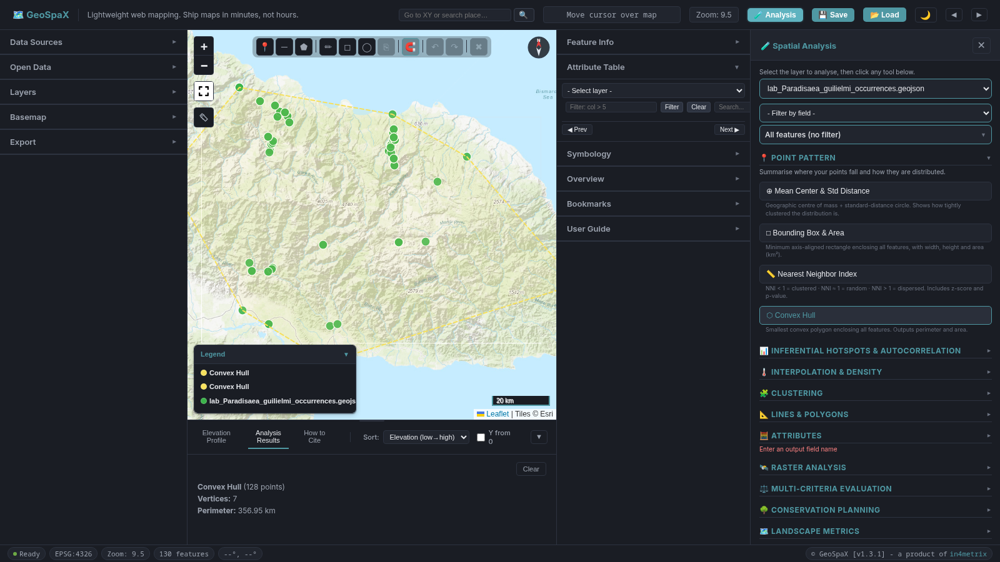 GeoSpaX
Lightweight web mapping. Ship maps in minutes, not hours.
Go to XY or search place…
Move cursor over map
Zoom: 9.5
Analysis
Save
Load
Data Sources
Open Data
Layers
Basemap
Export
N
Bismarck Sea
636 m
4025 m
4140 m
2574 m
2579 m
1542 m
Legend
Convex Hull
Convex Hull
lab_Paradisaea_guilielmi_occurrences.geojs
20 km
Leaflet | Tiles © Esri
Elevation Profile
Analysis Results
How to Cite
Sort:
Elevation (low→high)
Y from 0
Clear
Convex Hull (128 points)
Vertices: 7
Perimeter: 356.95 km
Feature Info
Attribute Table
- Select layer -
Filter: col > 5
Filter
Clear
Search...
◀ Prev
Next ▶
Symbology
Overview
Bookmarks
User Guide
Spatial Analysis
Select the layer to analyse, then click any tool below.
lab_Paradisaea_guilielmi_occurrences.geojson
- Filter by field -
All features (no filter)
POINT PATTERN
Summarise where your points fall and how they are distributed.
⊕ Mean Center & Std Distance
Geographic centre of mass + standard-distance circle. Shows how tightly
clustered the distribution is.
□ Bounding Box & Area
Minimum axis-aligned rectangle enclosing all features, with width, height and area
(km²).
Nearest Neighbor Index
NNI < 1 = clustered · NNI ≈ 1 = random · NNI > 1 = dispersed. Includes z-score and
p-value.
⬡ Convex Hull
Smallest convex polygon enclosing all features. Outputs perimeter and area.
INFERENTIAL HOTSPOTS & AUTOCORRELATION
INTERPOLATION & DENSITY
CLUSTERING
LINES & POLYGONS
ATTRIBUTES
Enter an output field name
RASTER ANALYSIS
MULTI-CRITERIA EVALUATION
CONSERVATION PLANNING
LANDSCAPE METRICS
Ready
EPSG:4326
Zoom: 9.5
130 features
--°, --°
© GeoSpaX [v1.3.1] - a product of in4metrix